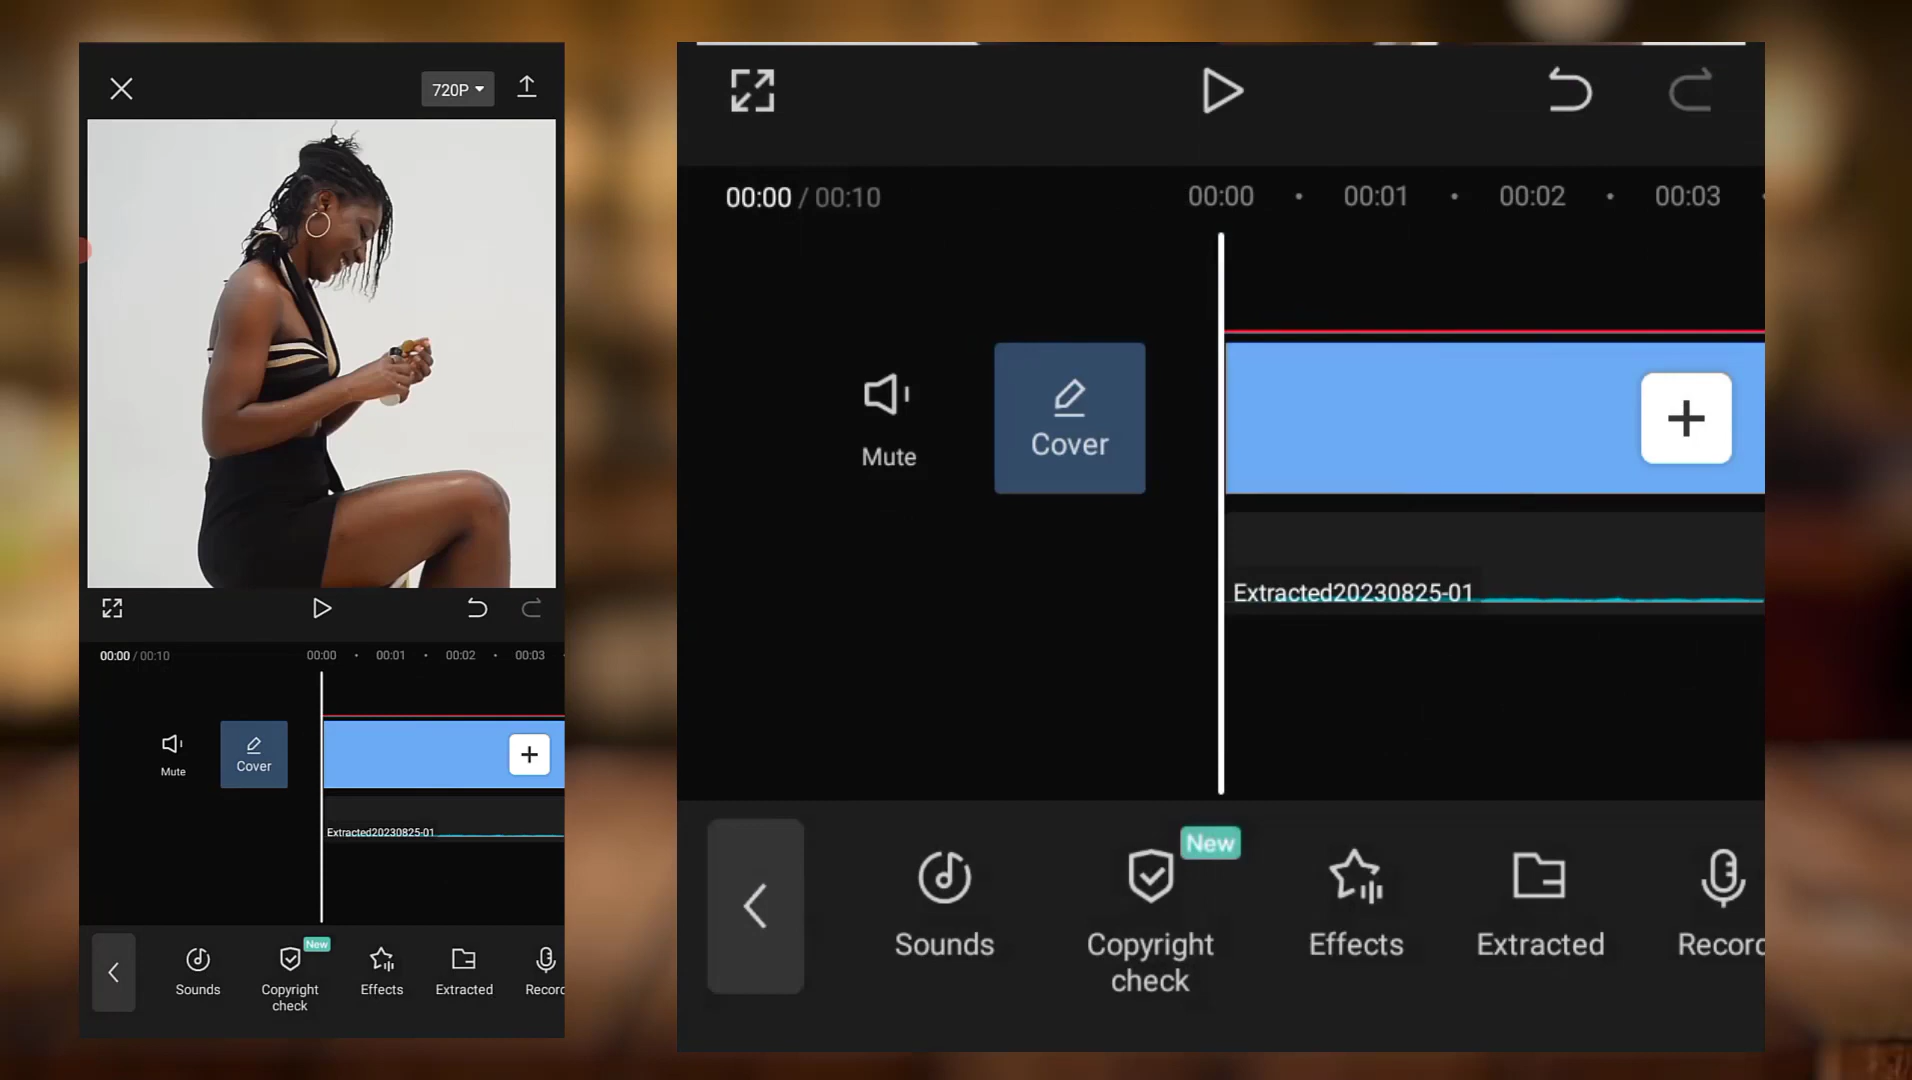 720P
00:00 / 00:10
00:00 00:01 00:02 00:03
Mute
Cover
Extracted20230825-01
New
Sounds
Copyright check
Effects
Extracted
Record
00:00 / 00:10
00:00 00:01 00:02 00:03
Mute
Cover
Extracted20230825-01
New
Sounds
Copyright
check
Effects
Extracted
Record